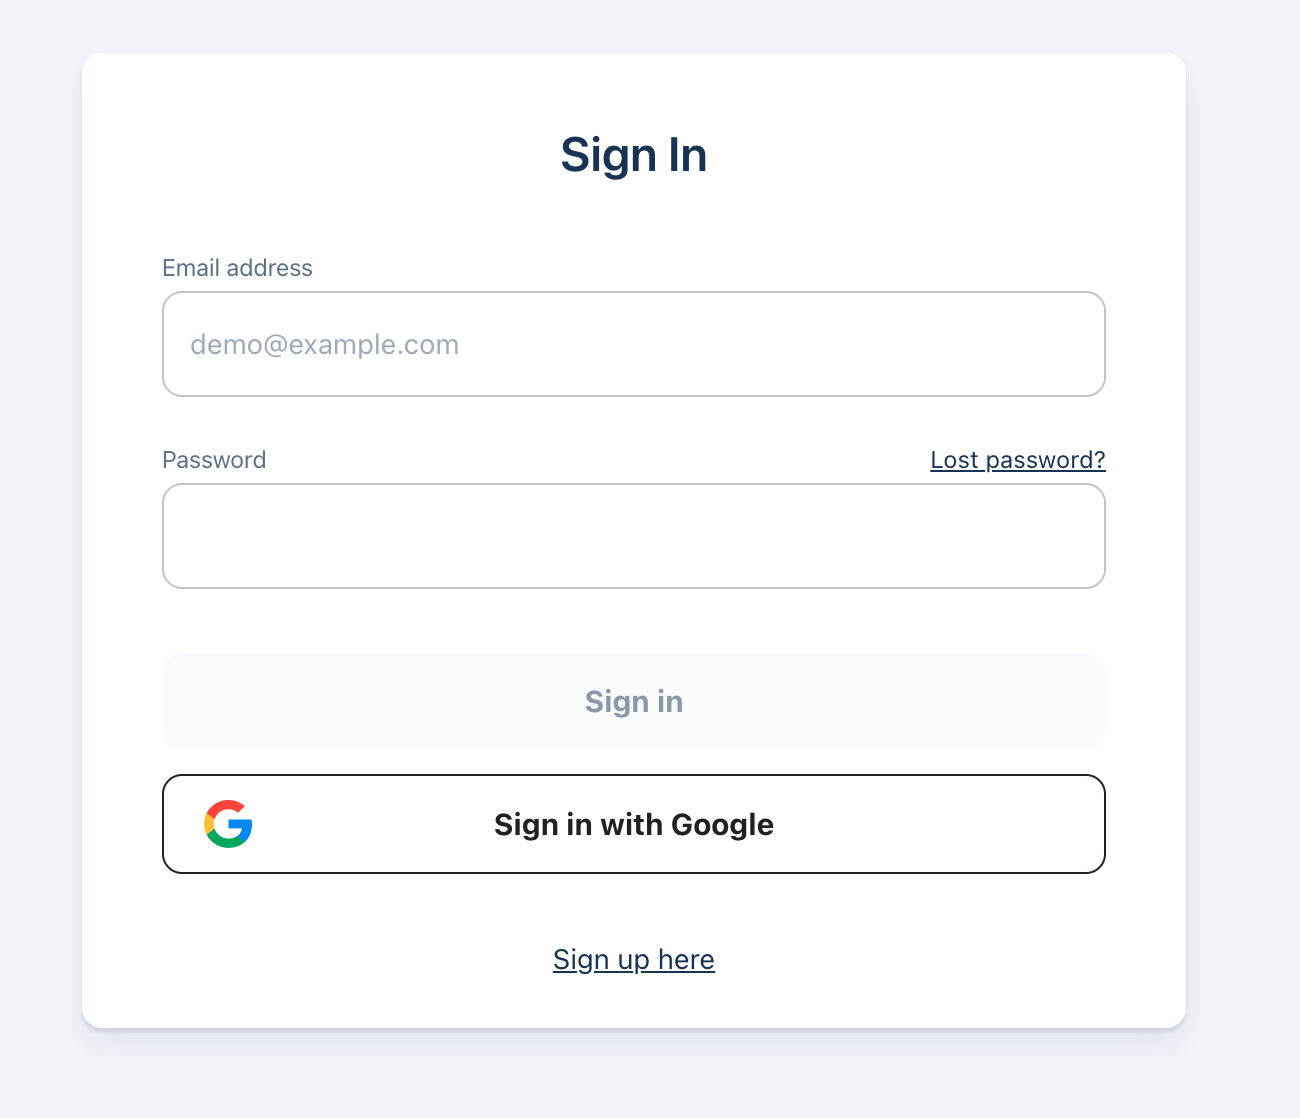 Sign In
Email address
demo@example.com
Password
Lost password?
Sign in
Sign in with Google
Sign up here